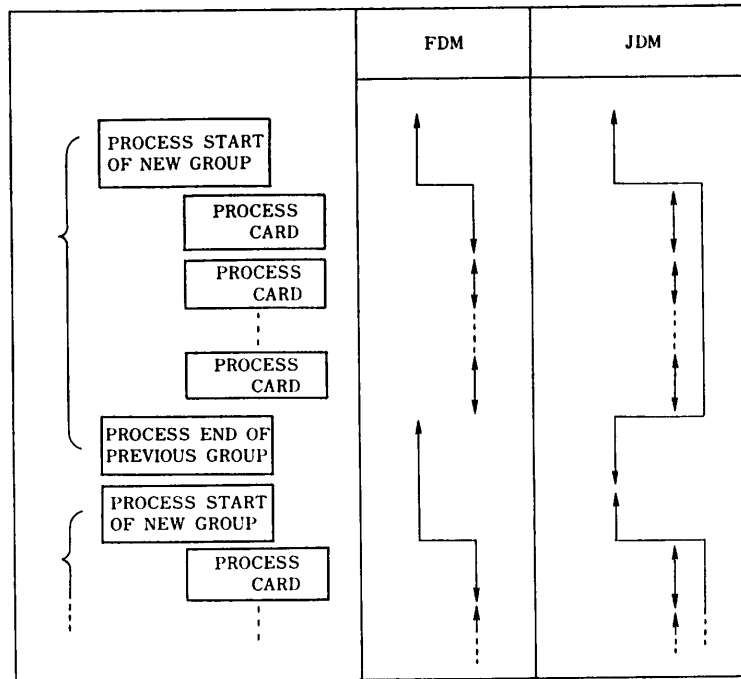 FDM
JDM
PROCESS START
OF NEW GROUP
PROCESS
CARD
PROCESS
CARD
PROCESS
CARD
PROCESS END OF
PREVIOUS GROUP
PROCESS START
OF NEW GROUP
PROCESS
CARD